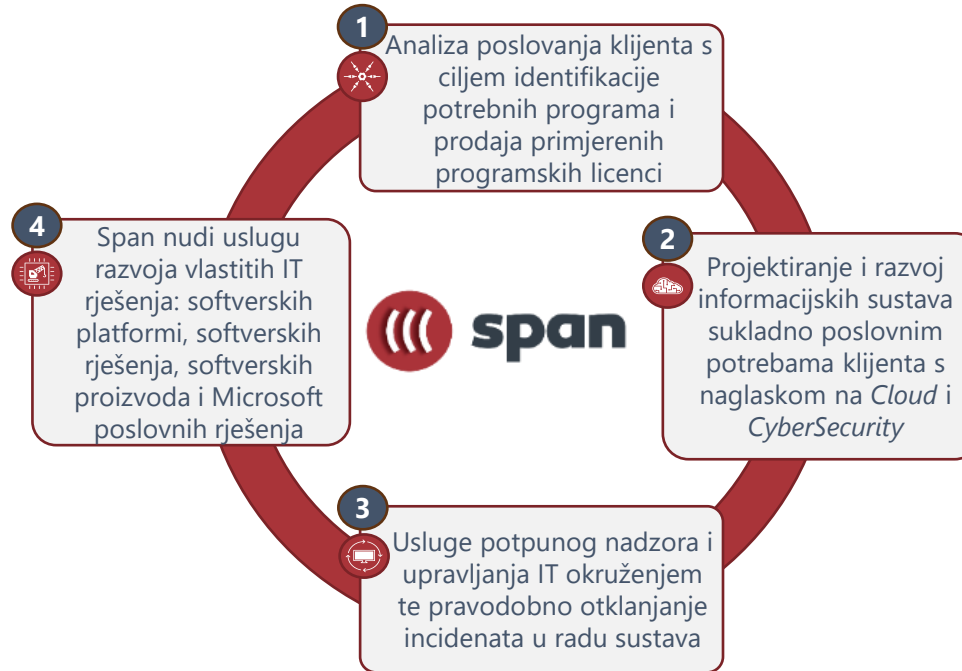 1
Analiza poslovanja klijenta s
ciljem identifikacije
potrebnih programa i
prodaja primjerenih
programskih licenci
2
Projektiranje i razvoj
informacijskih sustava
sukladno poslovnim
potrebama klijenta s
naglaskom na Cloud i
CyberSecurity
3
Usluge potpunog nadzora i
upravljanja IT okruženjem
te pravodobno otklanjanje
incidenata u radu sustava
4
Span nudi uslugu
razvoja vlastitih IT
rješenja: softverskih
platformi, softverskih
rješenja, softverskih
proizvoda i Microsoft
poslovnih rješenja
span